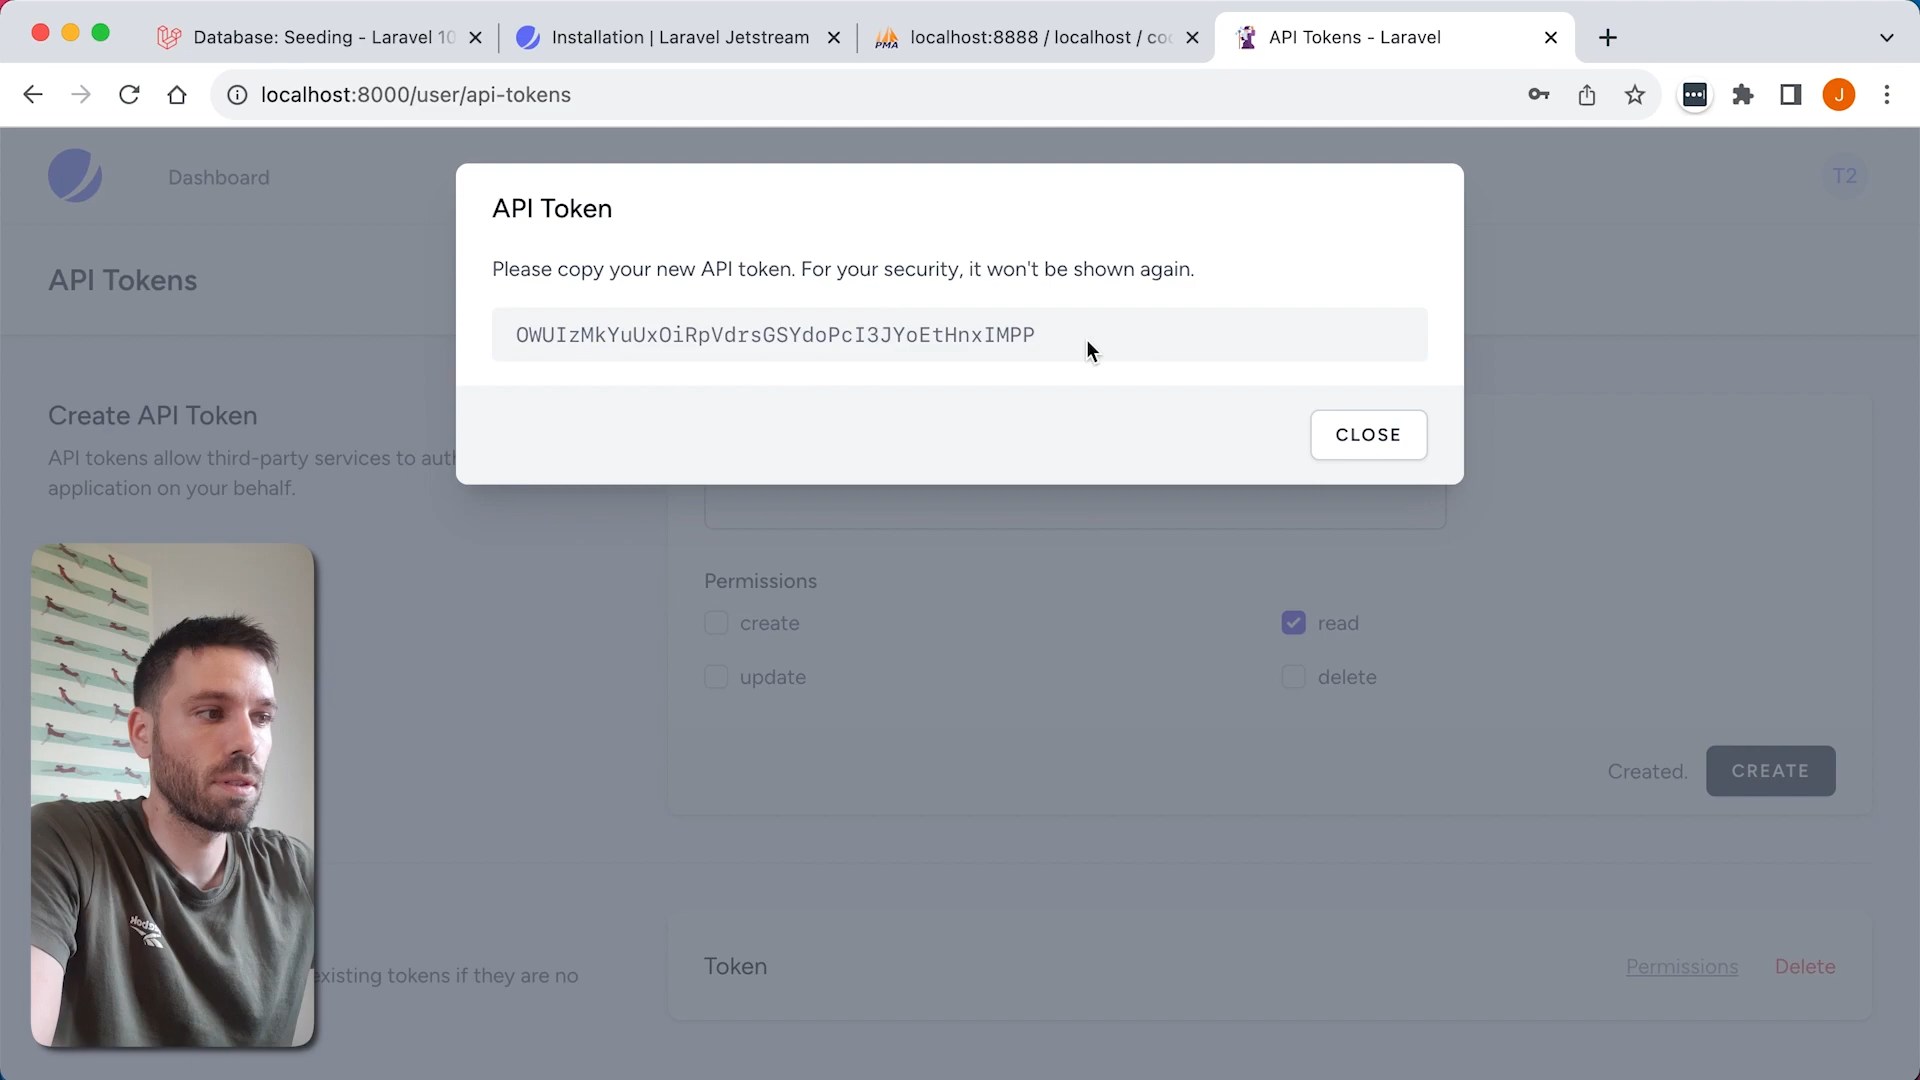 Database: Seeding - Laravel 10
Installation | Laravel Jetstream
PMA
localhost:8888 / localhost / co
API Tokens - Laravel
localhost:8000/user/api-tokens
J
Dashboard
T2
API Token
Please copy your new API token. For your security, it won't be shown again.
OWUIzMkYuUxOiRpVdrsGSYdoPcI3JYoEtHnxIMPP
CLOSE
API Tokens
Create API Token
API tokens allow third-party services to aut
application on your behalf.
Permissions
create
read
update
delete
Created.
CREATE
existing tokens if they are no
Token
Permissions
Delete
Reebok